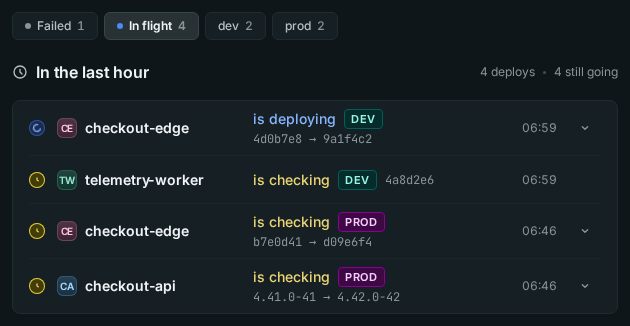 Failed 1 In flight 4 dev 2 prod 2
In the last hour 4 deploys • 4 still going
CE checkout-edge is deploying DEV 06:59
4d0b7e8 → 9a1f4c2
TW telemetry-worker is checking DEV 4a8d2e6 06:59
CE checkout-edge is checking PROD 06:46
b7e0d41 → d09e6f4
CA checkout-api is checking PROD 06:46
4.41.0-41 → 4.42.0-42